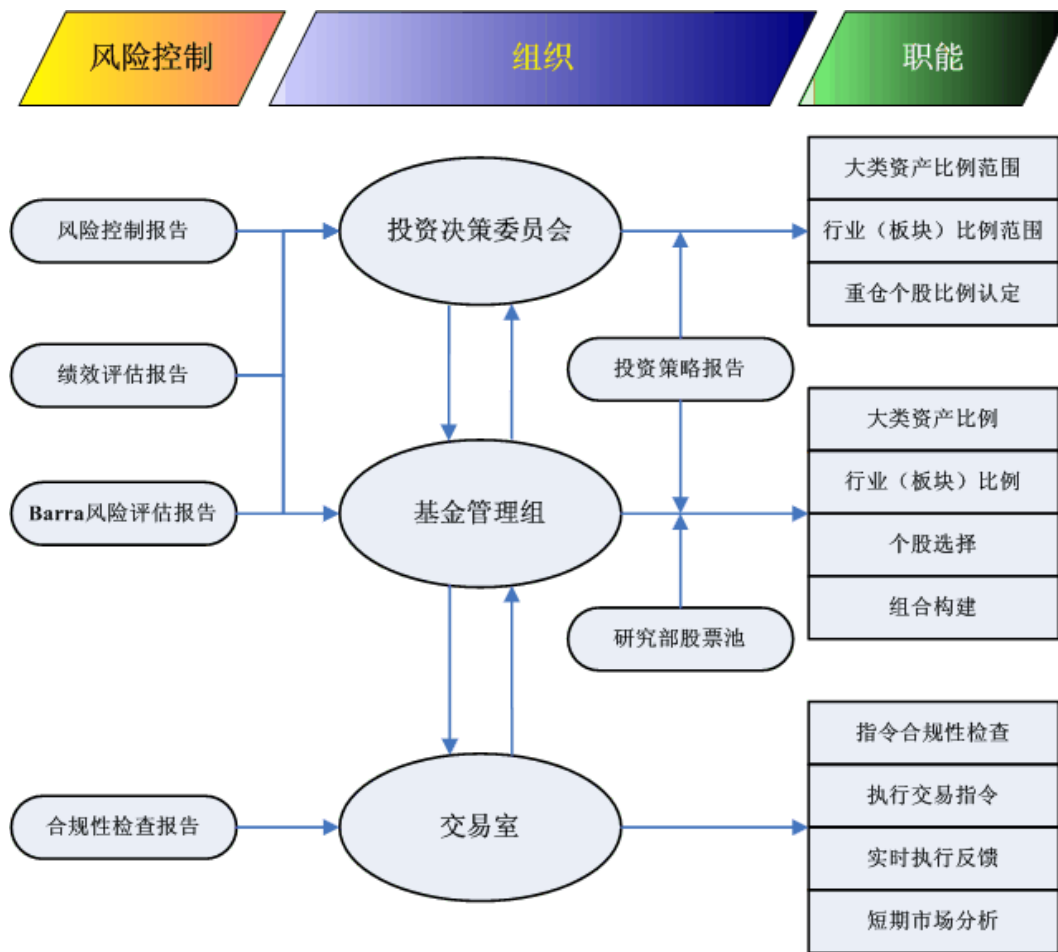 风险控制
组织
职能
风险控制报告
绩效评估报告
Barra风险评估报告
合规性检查报告
投资决策委员会
基金管理组
交易室
投资策略报告
研究部股票池
大类资产比例范围
行业（板块）比例范围
重仓个股比例认定
大类资产比例
行业（板块）比例
个股选择
组合构建
指令合规性检查
执行交易指令
实时执行反馈
短期市场分析